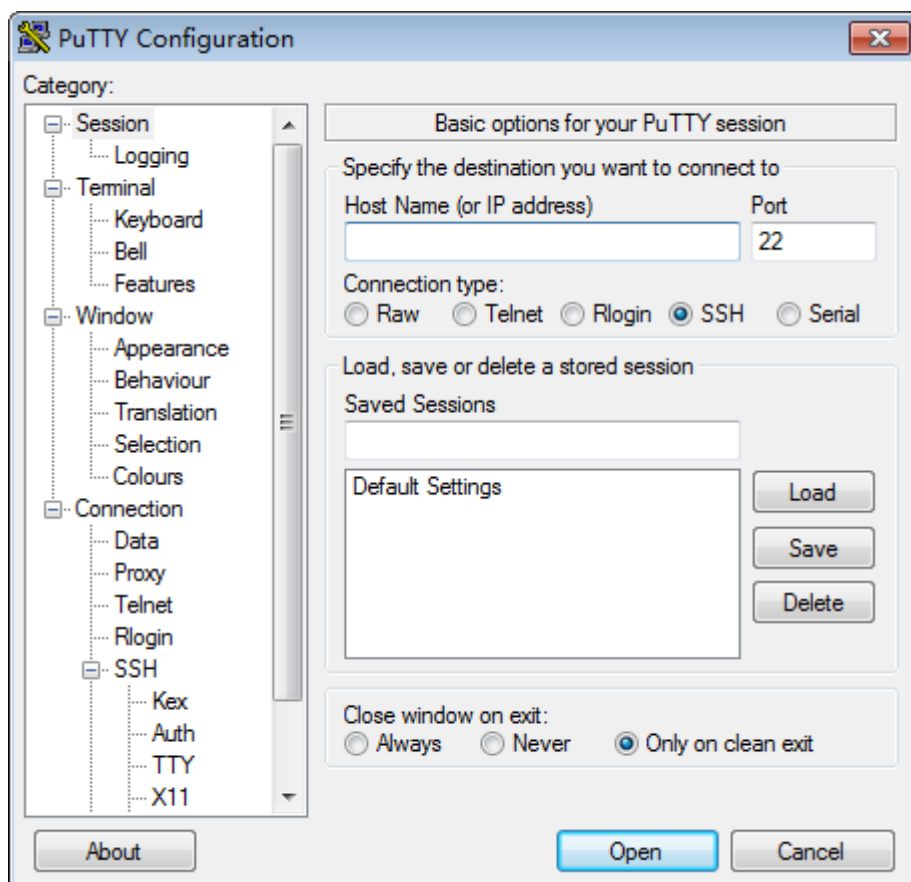 PuTTY Configuration
Category:
Session
Logging
Terminal
Keyboard
Bell
Features
Window
Appearance
Behaviour
Translation
Selection
Colours
Connection
Data
Proxy
Telnet
Rlogin
SSH
Kex
Auth
TTY
X11
Basic options for your PuTTY session
Specify the destination you want to connect to
Host Name (or IP address) Port
22
Connection type:
Raw Telnet Rlogin SSH Serial
Load, save or delete a stored session
Saved Sessions
Default Settings
Load
Save
Delete
Close window on exit:
Always Never Only on clean exit
About Open Cancel